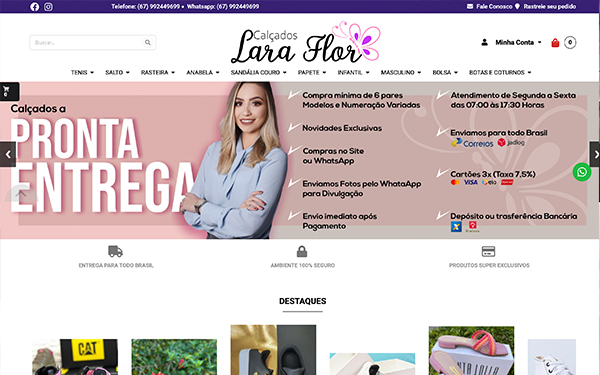 Telefone: (67) 992449699 • Whatsapp: (67) 992449699
Fale Conosco
Rastreie seu pedido
Buscar...
Calçados
Lara Flor
Minha Conta
0
TENIS
SALTO
RASTEIRA
ANABELA
SANDÁLIA COURO
PAPETE
INFANTIL
MASCULINO
BOLSA
BOTAS E COTURNOS
0
Calçados a
PRONTA
ENTREGA
Compra mínima de 6 pares
Modelos e Numeração Variadas
Novidades Exclusivas
Compras no Site
ou WhatsApp
Enviamos Fotos pelo WhataApp
para Divulgação
Envio imediato após
Pagamento
Atendimento de Segunda a Sexta
das 07:00 às 17:30 Horas
Enviamos para todo Brasil
Correios
jadlog
Cartões 3x (Taxa 7,5%)
VISA
elo
Depósito ou trasferência Bancária
ENTREGA PARA TODO BRASIL
AMBIENTE 100% SEGURO
PRODUTOS SUPER EXCLUSIVOS
DESTAQUES
CAT